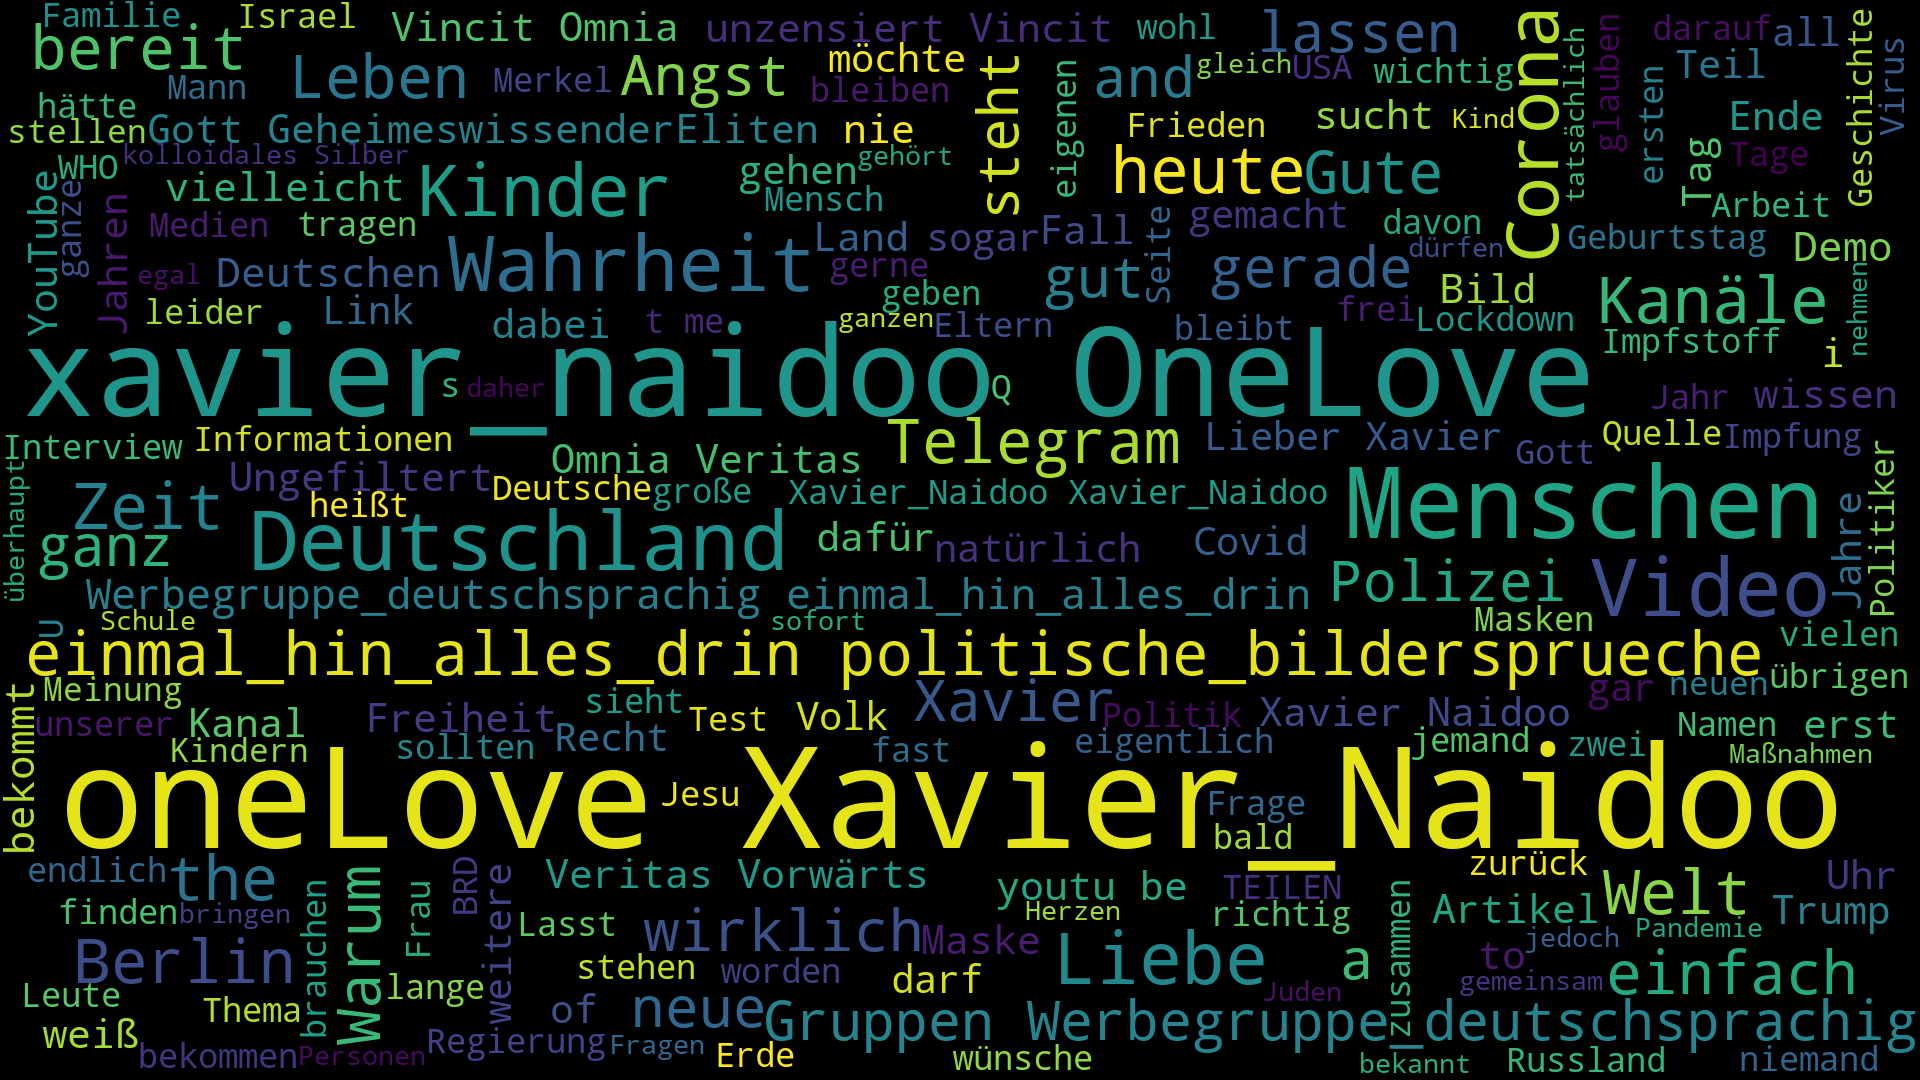 Familie Israel Vincit Omnia unzensiert Vincit wohl lassen Corona tatsächlich glauben darauf all Geschichte Virus
bereit Mann Leben Merkel Angst möchte bleiben steht eigenen and gleich USA wichtig ersten Teil
hätte Frieden sucht Kind Ende
stellen Gott GeheimeswissenderEliten nie
WHO kolloidales Silber gehen gehört heute Gute Tag Tage
YouTube ganze Jahren vielleicht Kinder Mensch Seite gemacht davon Arbeit
Medien tragen Wahrheit Land sogar Fall dürfen Geburtstag Demo
egal Deutschen gerne gut gerade nehmen
leider Link dabei t me geben ganzen Eltern bleibt frei Bild Lockdown Kanäle
Impfstoff i
xavier_naidoo OneLove
s daher Q Jahr wissen
Interview Informationen Telegram Lieber Xavier Gott Quelle Impfung Politiker
überhaupt Ungefiltert Omnia Veritas
Zeit heißt Deutsche große Xavier_Naidoo Xavier_Naidoo Menschen Jahre
ganz Deutschland dafür natürlich Covid
Werbegruppe_deutschsprachig einmal_hin_alles_drin Polizei Video
U Schule sofort Masken vielen
einmal_hin_alles_drin politische_bildersprueche
bekommt Meinung sieht Xavier gar neuen übrigen
unserer Kanal Freiheit Test Volk Politik Xavier Naidoo Namen erst
Kindern sollten Recht fast eigentlich jemand zwei Maßnahmen
oneLove Xavier_Naidoo
Jesu Frage
bald
endlich the Warum Frau BRD weitere Veritas Vorwärts youtu be TEILEN zurück Welt Uhr
finden bringen brauchen Lasst Herzen richtig zusammen Artikel Trump
Berlin wirklich Maske Liebe jedoch Pandemie
stehen worden darf a to einfach
Leute Thema lange of neue Juden gemeinsam
weiß Regierung Gruppen Werbegruppe_deutschsprachig
bekommen Personen Fragen Erde wünsche bekannt Russland niemand